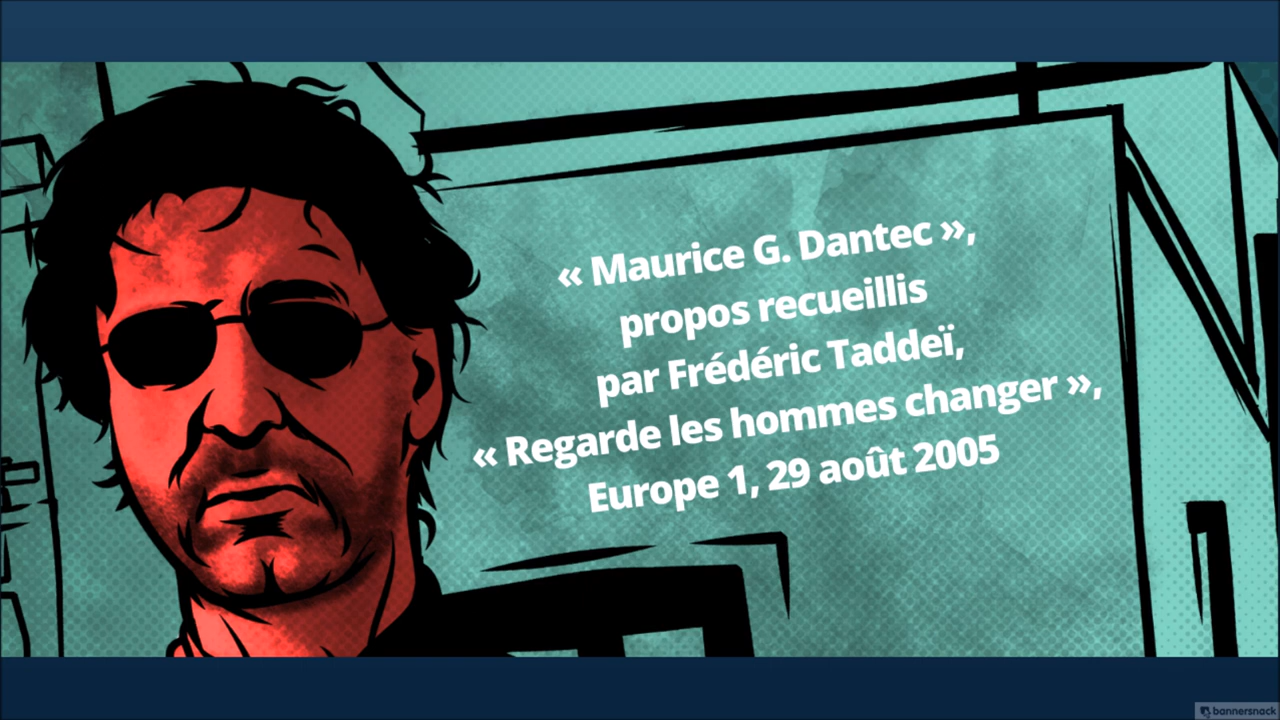 « Maurice G. Dantec »,
propos recueillis
par Frédéric Taddeï,
« Regarde les hommes changer »,
Europe 1, 29 août 2005
bannersnack